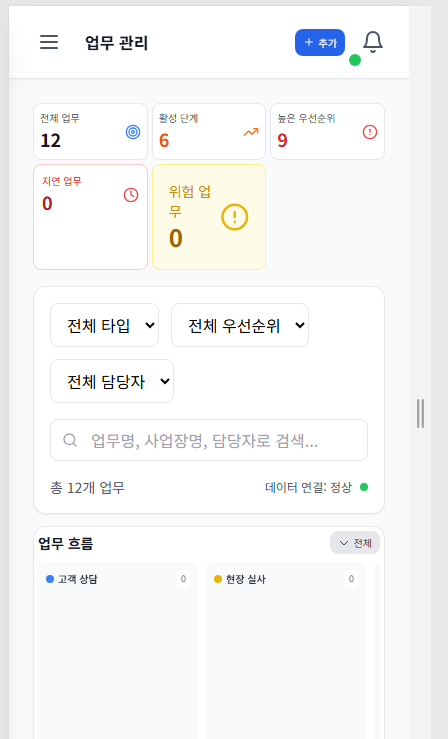 업무 관리
+ 추가
전체 업무
12
활성 단계
6
높은 우선순위
9
지연 업무
0
위험 업
무
0
전체 타입
전체 우선순위
전체 담당자
업무명, 사업장명, 담당자로 검색...
총 12개 업무
데이터 연결: 정상
업무 흐름
전체
고객 상담
0
현장 실사
0